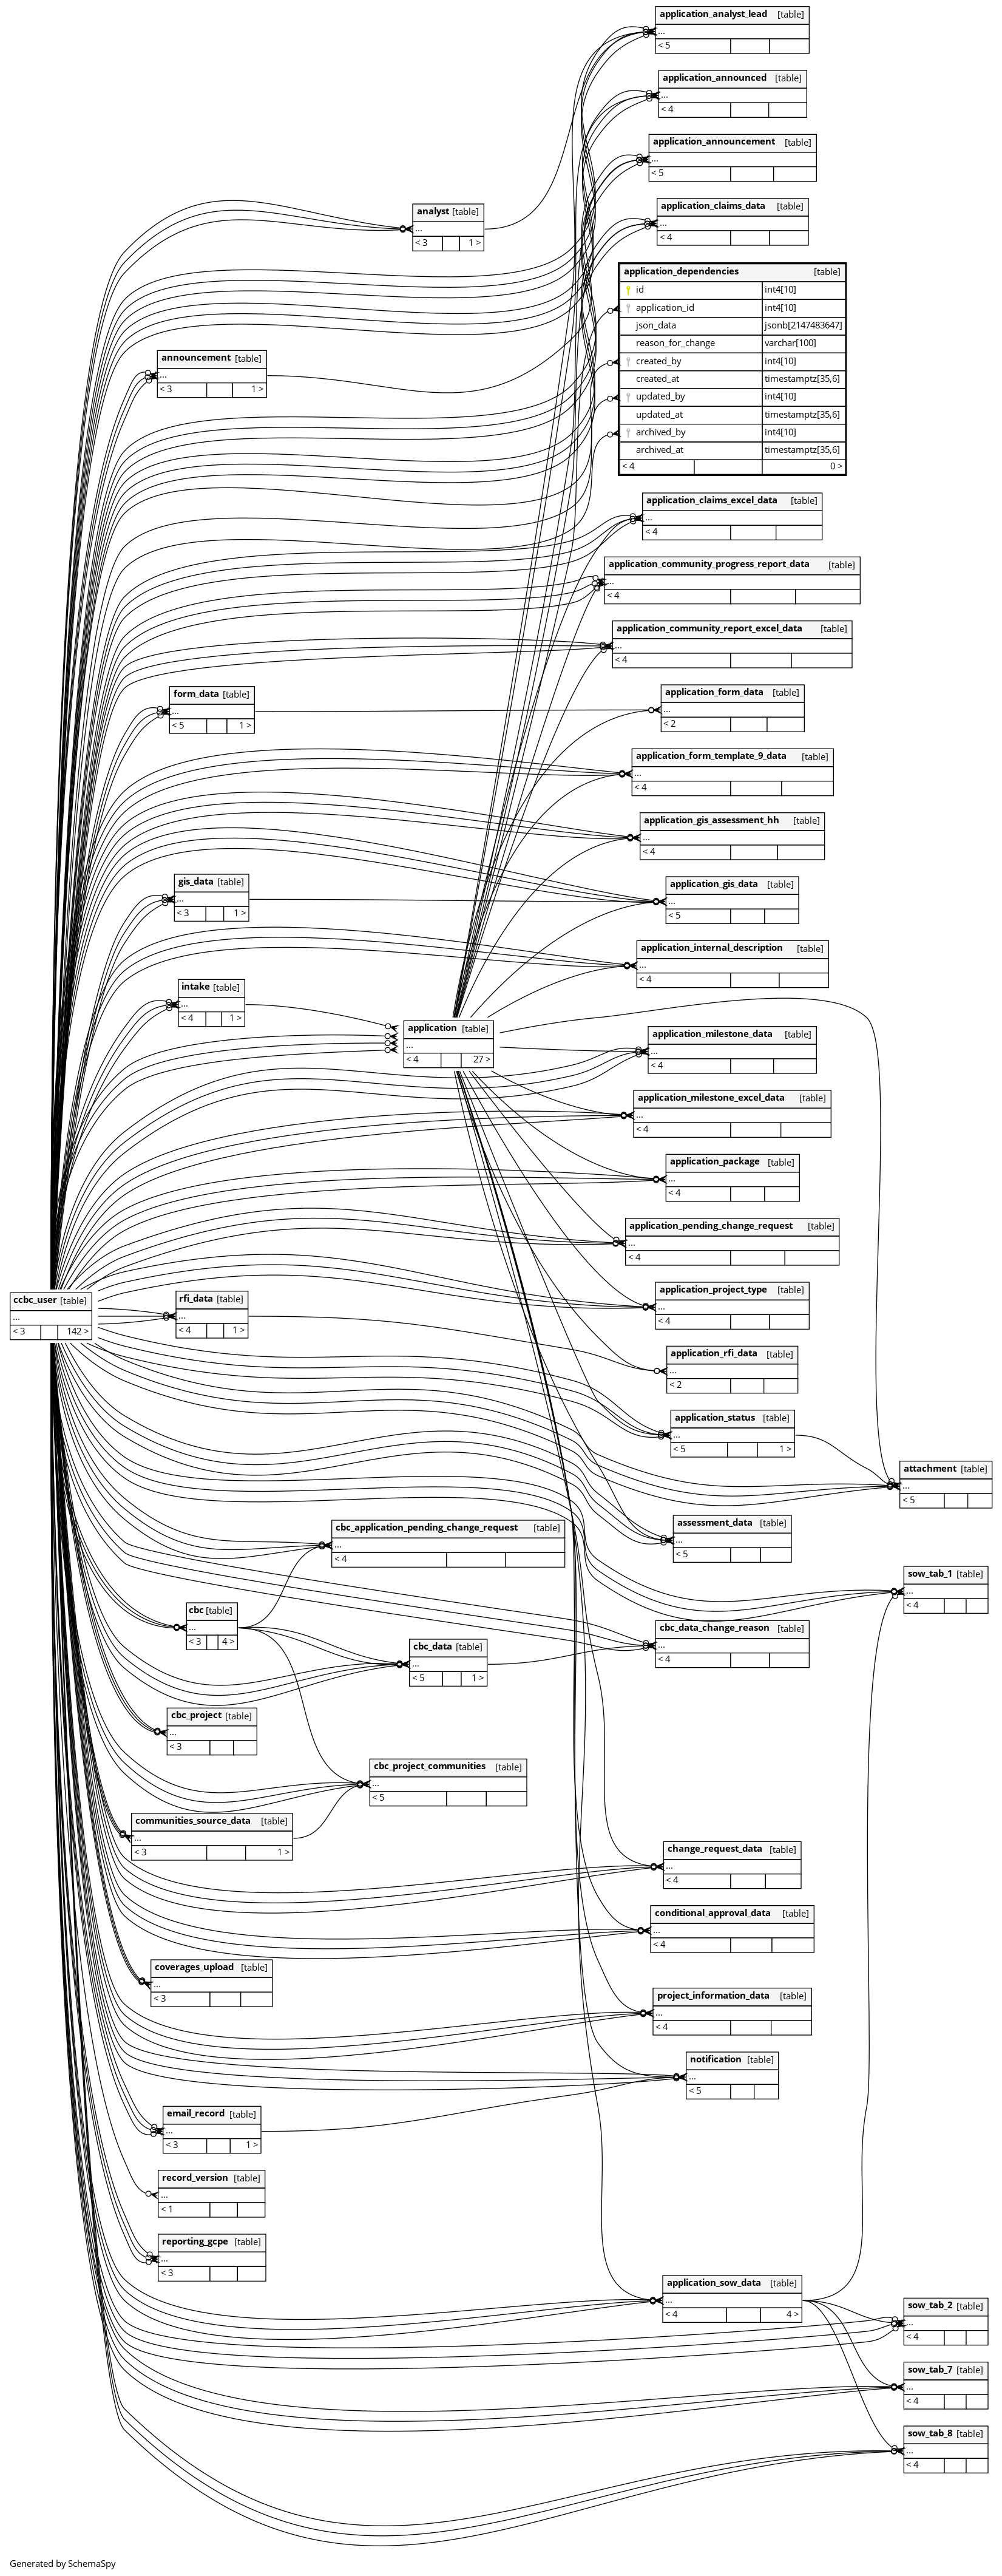 application_analyst_lead [table]
...
< 5
application_announced [table]
...
< 4
application_announcement [table]
...
< 5
application_claims_data [table]
...
< 4
analyst [table]
...
< 3 1 >
application_dependencies [table]
id int4[10]
application_id int4[10]
json_data jsonb[2147483647]
reason_for_change varchar[100]
created_by int4[10]
created_at timestamptz[35,6]
updated_by int4[10]
updated_at timestamptz[35,6]
archived_by int4[10]
archived_at timestamptz[35,6]
< 4 0 >
announcement [table]
...
< 3 1 >
application_claims_excel_data [table]
...
< 4
application_community_progress_report_data [table]
...
< 4
application_community_report_excel_data [table]
...
< 4
form_data [table]
...
< 5 1 >
application_form_data [table]
...
< 2
application_form_template_9_data [table]
...
< 4
application_gis_assessment_hh [table]
...
< 4
gis_data [table]
...
< 3 1 >
application_gis_data [table]
...
< 5
application_internal_description [table]
...
< 4
intake [table]
...
< 4 1 >
application [table]
...
< 4 27 >
application_milestone_data [table]
...
< 4
application_milestone_excel_data [table]
...
< 4
application_package [table]
...
< 4
application_pending_change_request [table]
...
< 4
ccbc_user [table]
...
< 3 142 >
rfi_data [table]
...
< 4 1 >
application_project_type [table]
...
< 4
application_rfi_data [table]
...
< 2
application_status [table]
...
< 5 1 >
attachment [table]
...
< 5
cbc_application_pending_change_request [table]
...
< 4
assessment_data [table]
...
< 5
sow_tab_1 [table]
...
< 4
cbc [table]
...
< 3 4 >
cbc_data [table]
...
< 5 1 >
cbc_data_change_reason [table]
...
< 4
cbc_project [table]
...
< 3
cbc_project_communities [table]
...
< 5
communities_source_data [table]
...
< 3 1 >
change_request_data [table]
...
< 4
conditional_approval_data [table]
...
< 4
coverages_upload [table]
...
< 3
project_information_data [table]
...
< 4
notification [table]
...
< 5
email_record [table]
...
< 3 1 >
record_version [table]
...
< 1
reporting_gcpe [table]
...
< 3
application_sow_data [table]
...
< 4 4 >
sow_tab_2 [table]
...
< 4
sow_tab_7 [table]
...
< 4
sow_tab_8 [table]
...
< 4
Generated by SchemaSpy